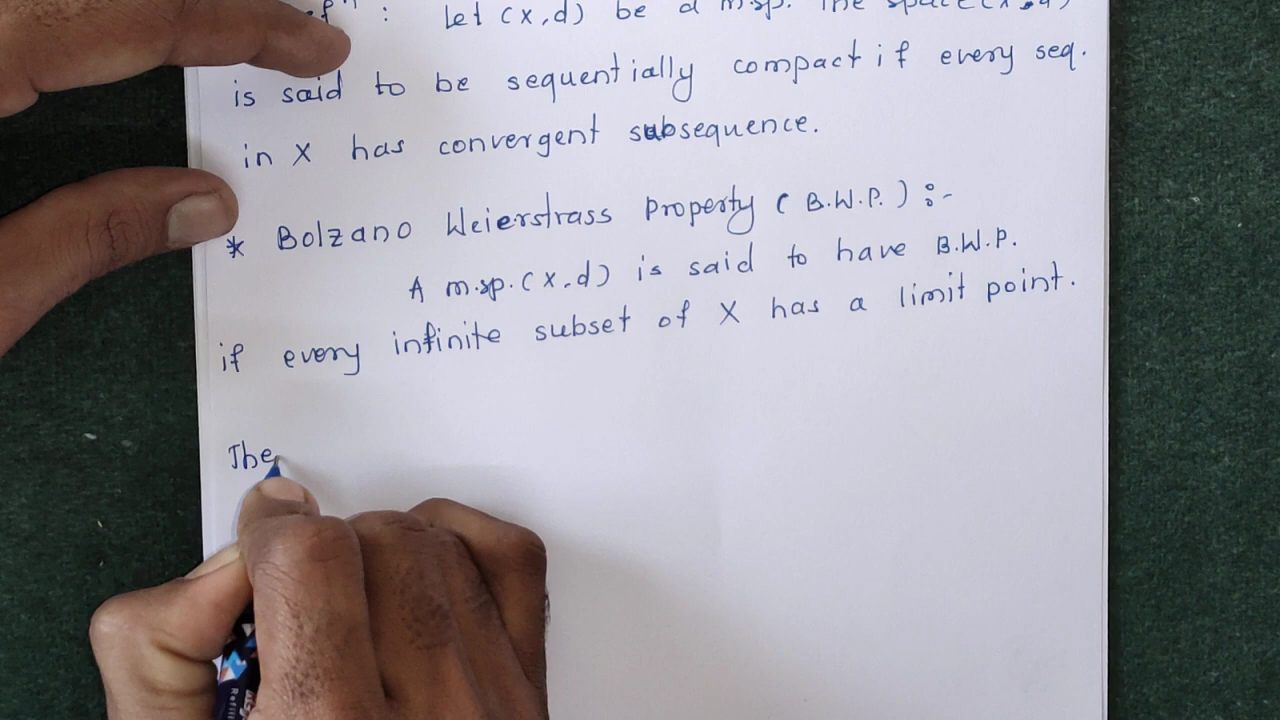 : Let (X,d) be a m.sp. The space (X,d)
is said to be sequentially compact if every seq.
in X has convergent subsequence.
* Bolzano Weierstrass Property (B.W.P.) :-
A m.sp. (X,d) is said to have B.W.P.
if every infinite subset of X has a limit point.
The